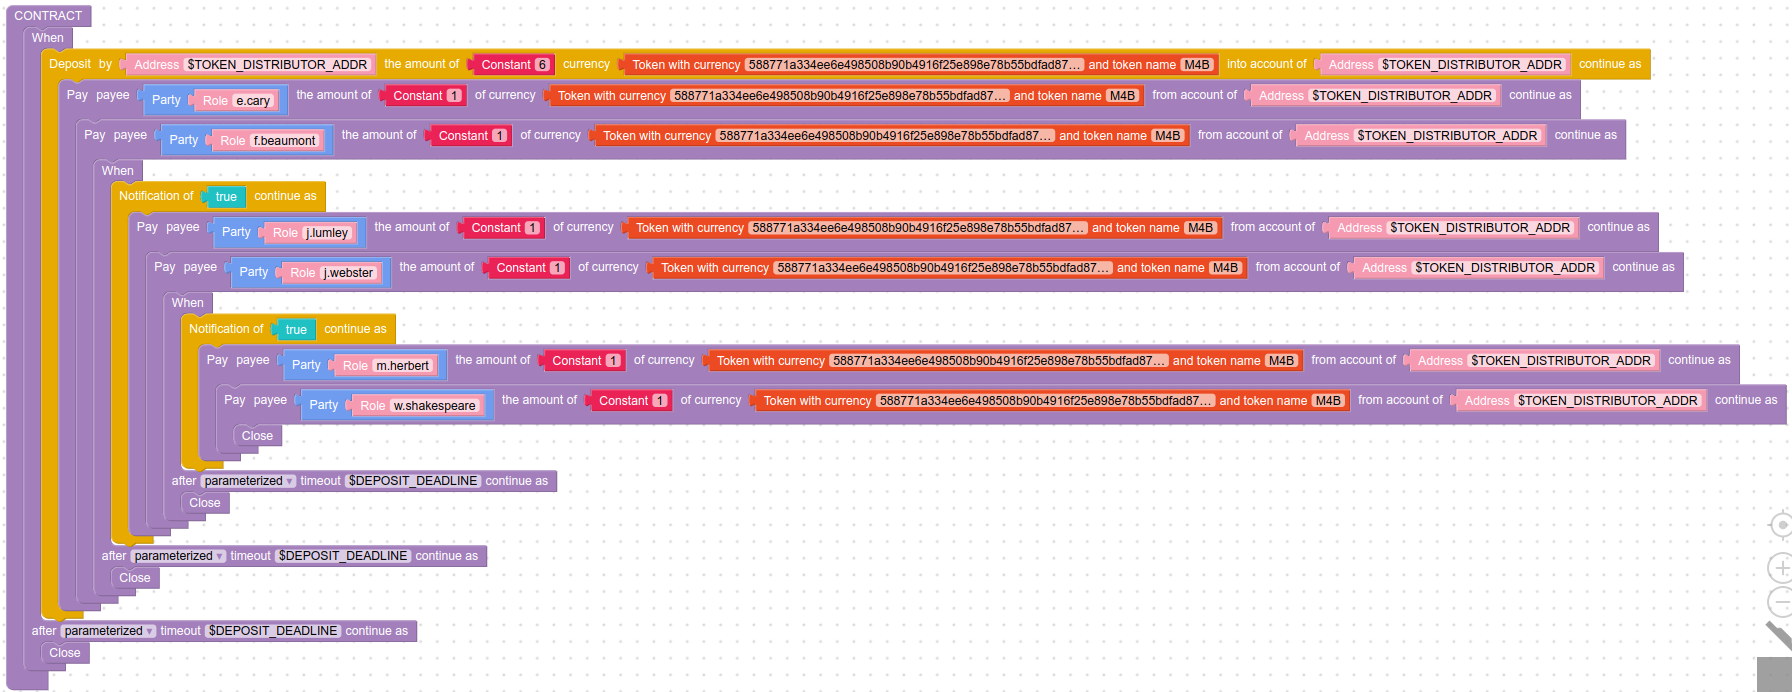 CONTRACT
When
Deposit by Address $TOKEN_DISTRIBUTOR_ADDR the amount of Constant 6 currency Token with currency 588771a334ee6e498508b90b4916f25e898e78b55bdfad87... and token name M4B into account of Address $TOKEN_DISTRIBUTOR_ADDR continue as
Pay payee Party Role e.cary the amount of Constant 1 of currency Token with currency 588771a334ee6e498508b90b4916f25e898e78b55bdfad87... and token name M4B from account of Address $TOKEN_DISTRIBUTOR_ADDR continue as
Pay payee Party Role f.beaumont the amount of Constant 1 of currency Token with currency 588771a334ee6e498508b90b4916f25e898e78b55bdfad87... and token name M4B from account of Address $TOKEN_DISTRIBUTOR_ADDR continue as
When
Notification of true continue as
Pay payee Party Role j.lumley the amount of Constant 1 of currency Token with currency 588771a334ee6e498508b90b4916f25e898e78b55bdfad87... and token name M4B from account of Address $TOKEN_DISTRIBUTOR_ADDR continue as
Pay payee Party Role j.webster the amount of Constant 1 of currency Token with currency 588771a334ee6e498508b90b4916f25e898e78b55bdfad87... and token name M4B from account of Address $TOKEN_DISTRIBUTOR_ADDR continue as
When
Notification of true continue as
Pay payee Party Role m.herbert the amount of Constant 1 of currency Token with currency 588771a334ee6e498508b90b4916f25e898e78b55bdfad87... and token name M4B from account of Address $TOKEN_DISTRIBUTOR_ADDR continue as
Pay payee Party Role w.shakespeare the amount of Constant 1 of currency Token with currency 588771a334ee6e498508b90b4916f25e898e78b55bdfad87... and token name M4B from account of Address $TOKEN_DISTRIBUTOR_ADDR continue as
Close
after parameterized timeout $DEPOSIT_DEADLINE continue as
Close
after parameterized timeout $DEPOSIT_DEADLINE continue as
Close
after parameterized timeout $DEPOSIT_DEADLINE continue as
Close